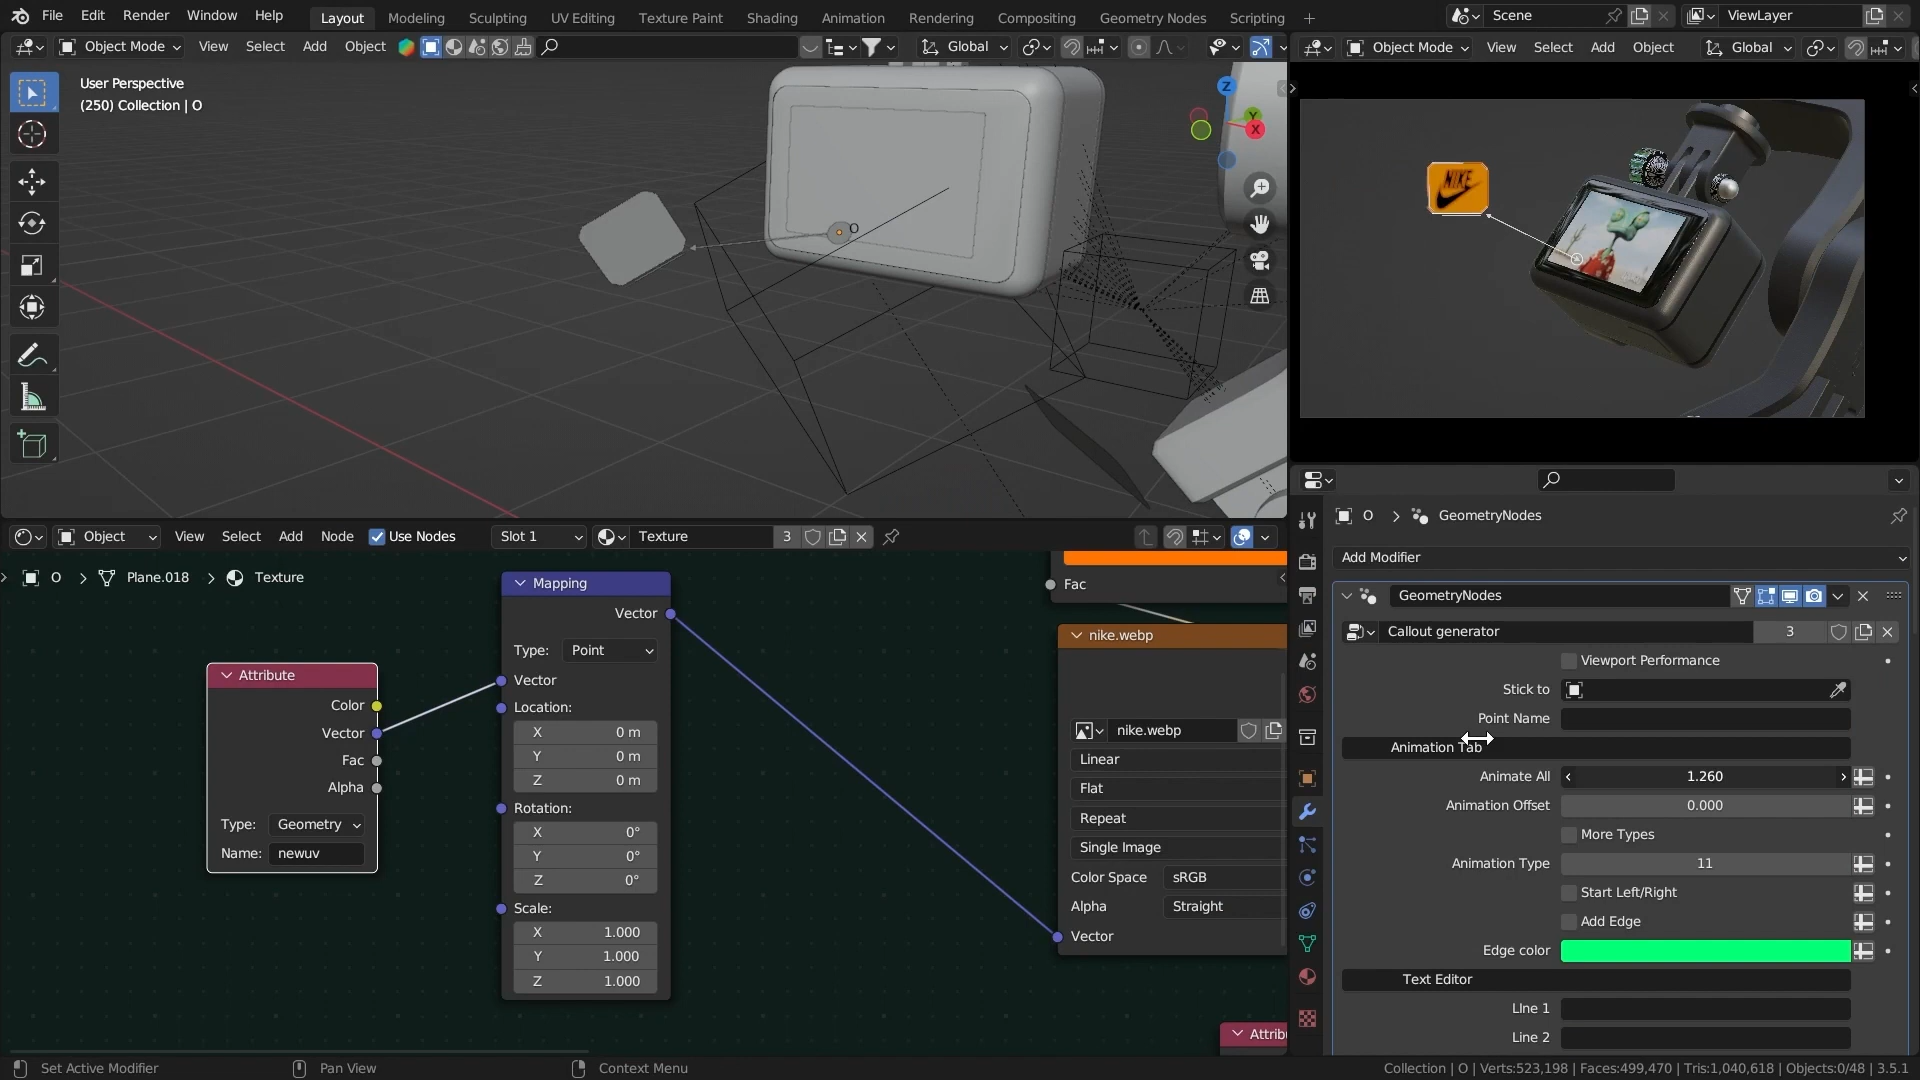 File Edit Render Window Help Layout Modeling Sculpting UV Editing Texture Paint Shading Animation Rendering Compositing Geometry Nodes Scripting + Scene ViewLayer
Object Mode View Select Add Object Global
Object Mode View Select Add Object Global
User Perspective
(250) Collection | O
Z
Y
X
O
NIKE
Object View Select Add Node Use Nodes Slot 1 Texture 3
O > Plane.018 > Texture
Attribute
Color
Vector
Fac
Alpha
Type: Geometry
Name: newuv
Mapping
Vector
Type: Point
Vector
Location:
X 0 m
Y 0 m
Z 0 m
Rotation:
X 0°
Y 0°
Z 0°
Scale:
X 1.000
Y 1.000
Z 1.000
Fac
nike.webp
nike.webp
Linear
Flat
Repeat
Single Image
Color Space sRGB
Alpha Straight
Vector
Attribu
O > GeometryNodes
Add Modifier
GeometryNodes
Callout generator 3
Viewport Performance
Stick to
Point Name
Animation Tab
Animate All 1.260
Animation Offset 0.000
More Types
Animation Type 11
Start Left/Right
Add Edge
Edge color
Text Editor
LIne 1
Line 2
Set Active Modifier Pan View Context Menu Collection | O | Verts:523,198 | Faces:499,470 | Tris:1,040,618 | Objects:0/48 | 3.5.1